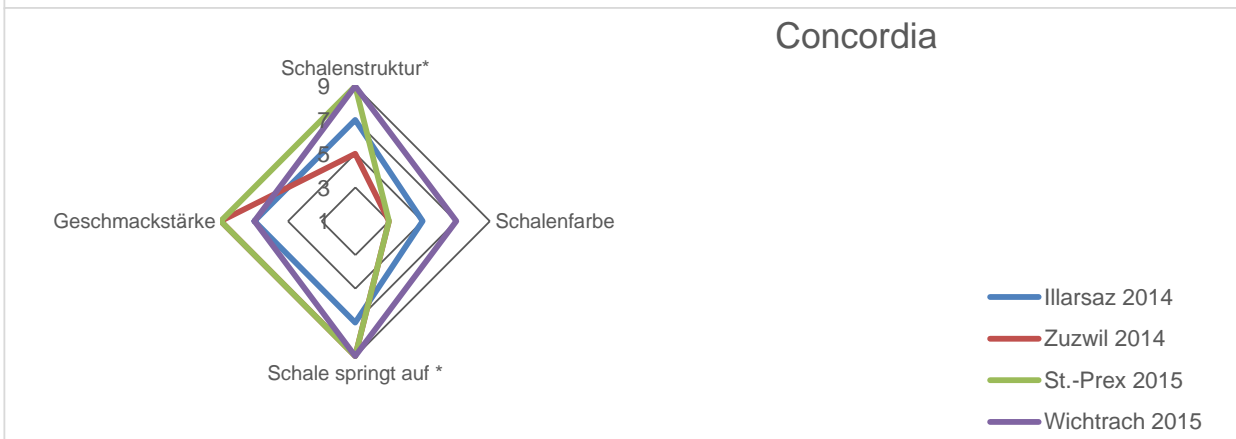 Concordia
Schalenstruktur*
9
7
5
3
1
Geschmackstärke
Schalenfarbe
Schale springt auf *
Illarsaz 2014
Zuzwil 2014
St.-Prex 2015
Wichtrach 2015